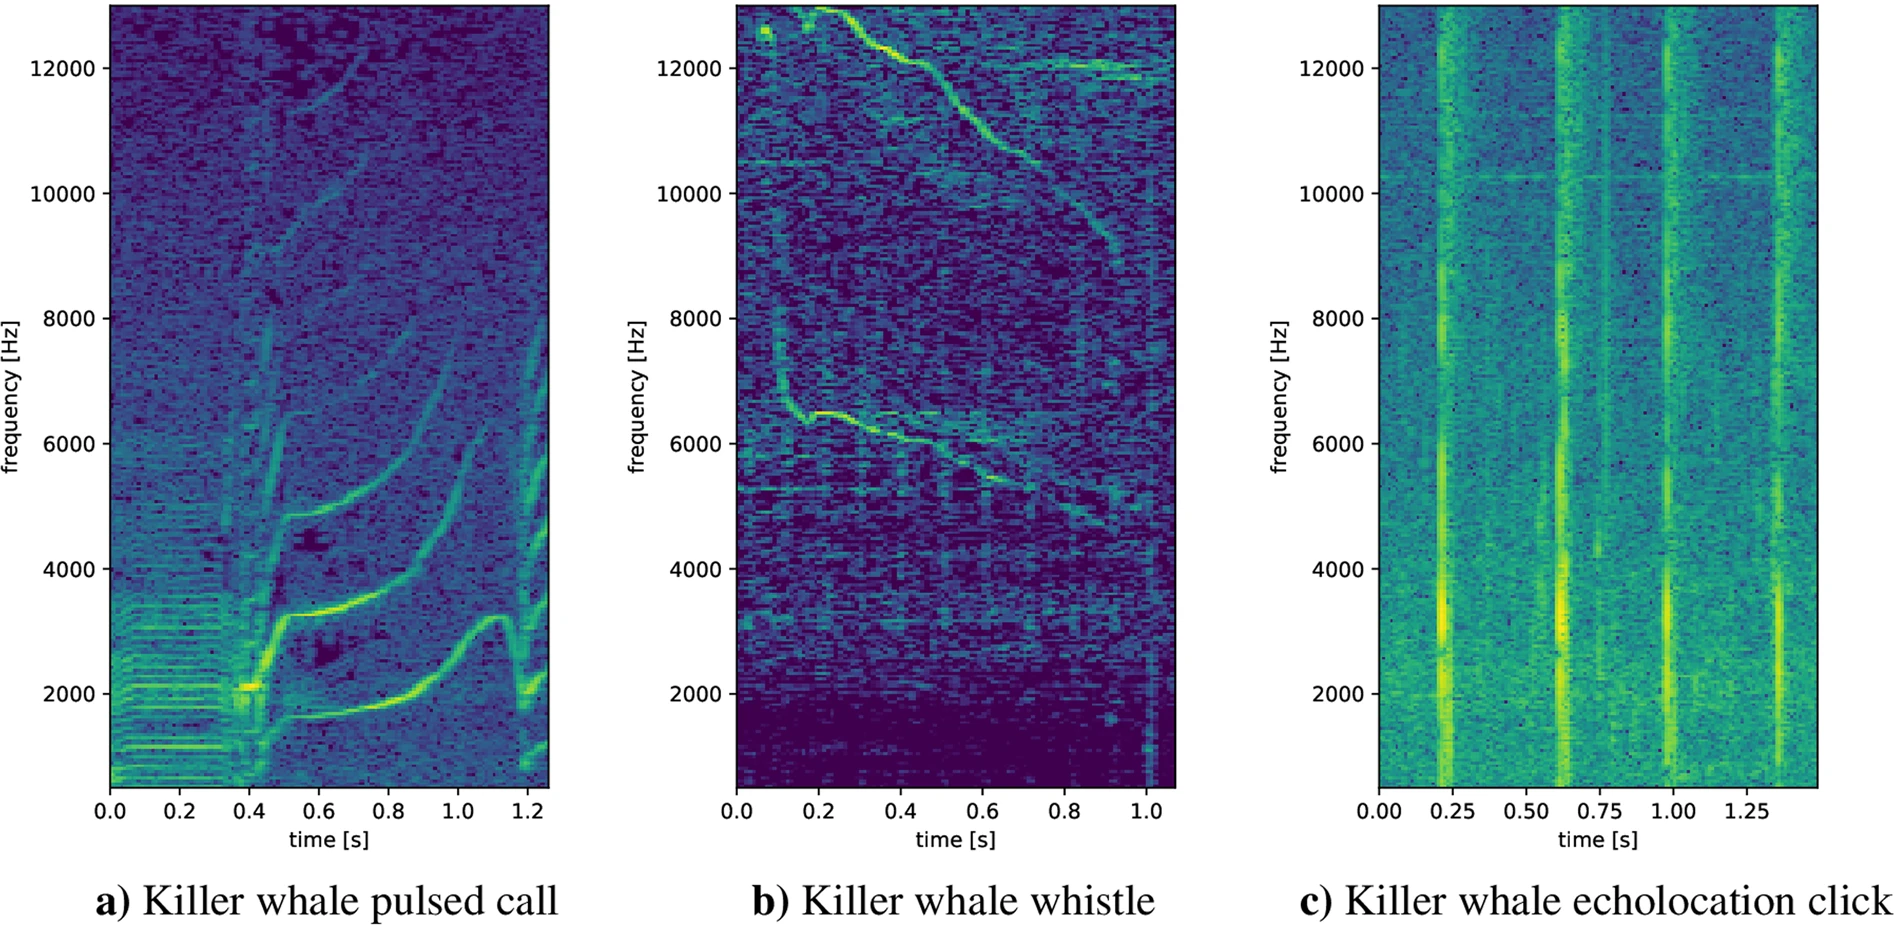 12000
10000
8000
6000
4000
2000
frequency [Hz]
0.0 0.2 0.4 0.6 0.8 1.0 1.2
time [s]
a) Killer whale pulsed call
12000
10000
8000
6000
4000
2000
frequency [Hz]
0.0 0.2 0.4 0.6 0.8 1.0
time [s]
b) Killer whale whistle
12000
10000
8000
6000
4000
2000
frequency [Hz]
0.00 0.25 0.50 0.75 1.00 1.25
time [s]
c) Killer whale echolocation click